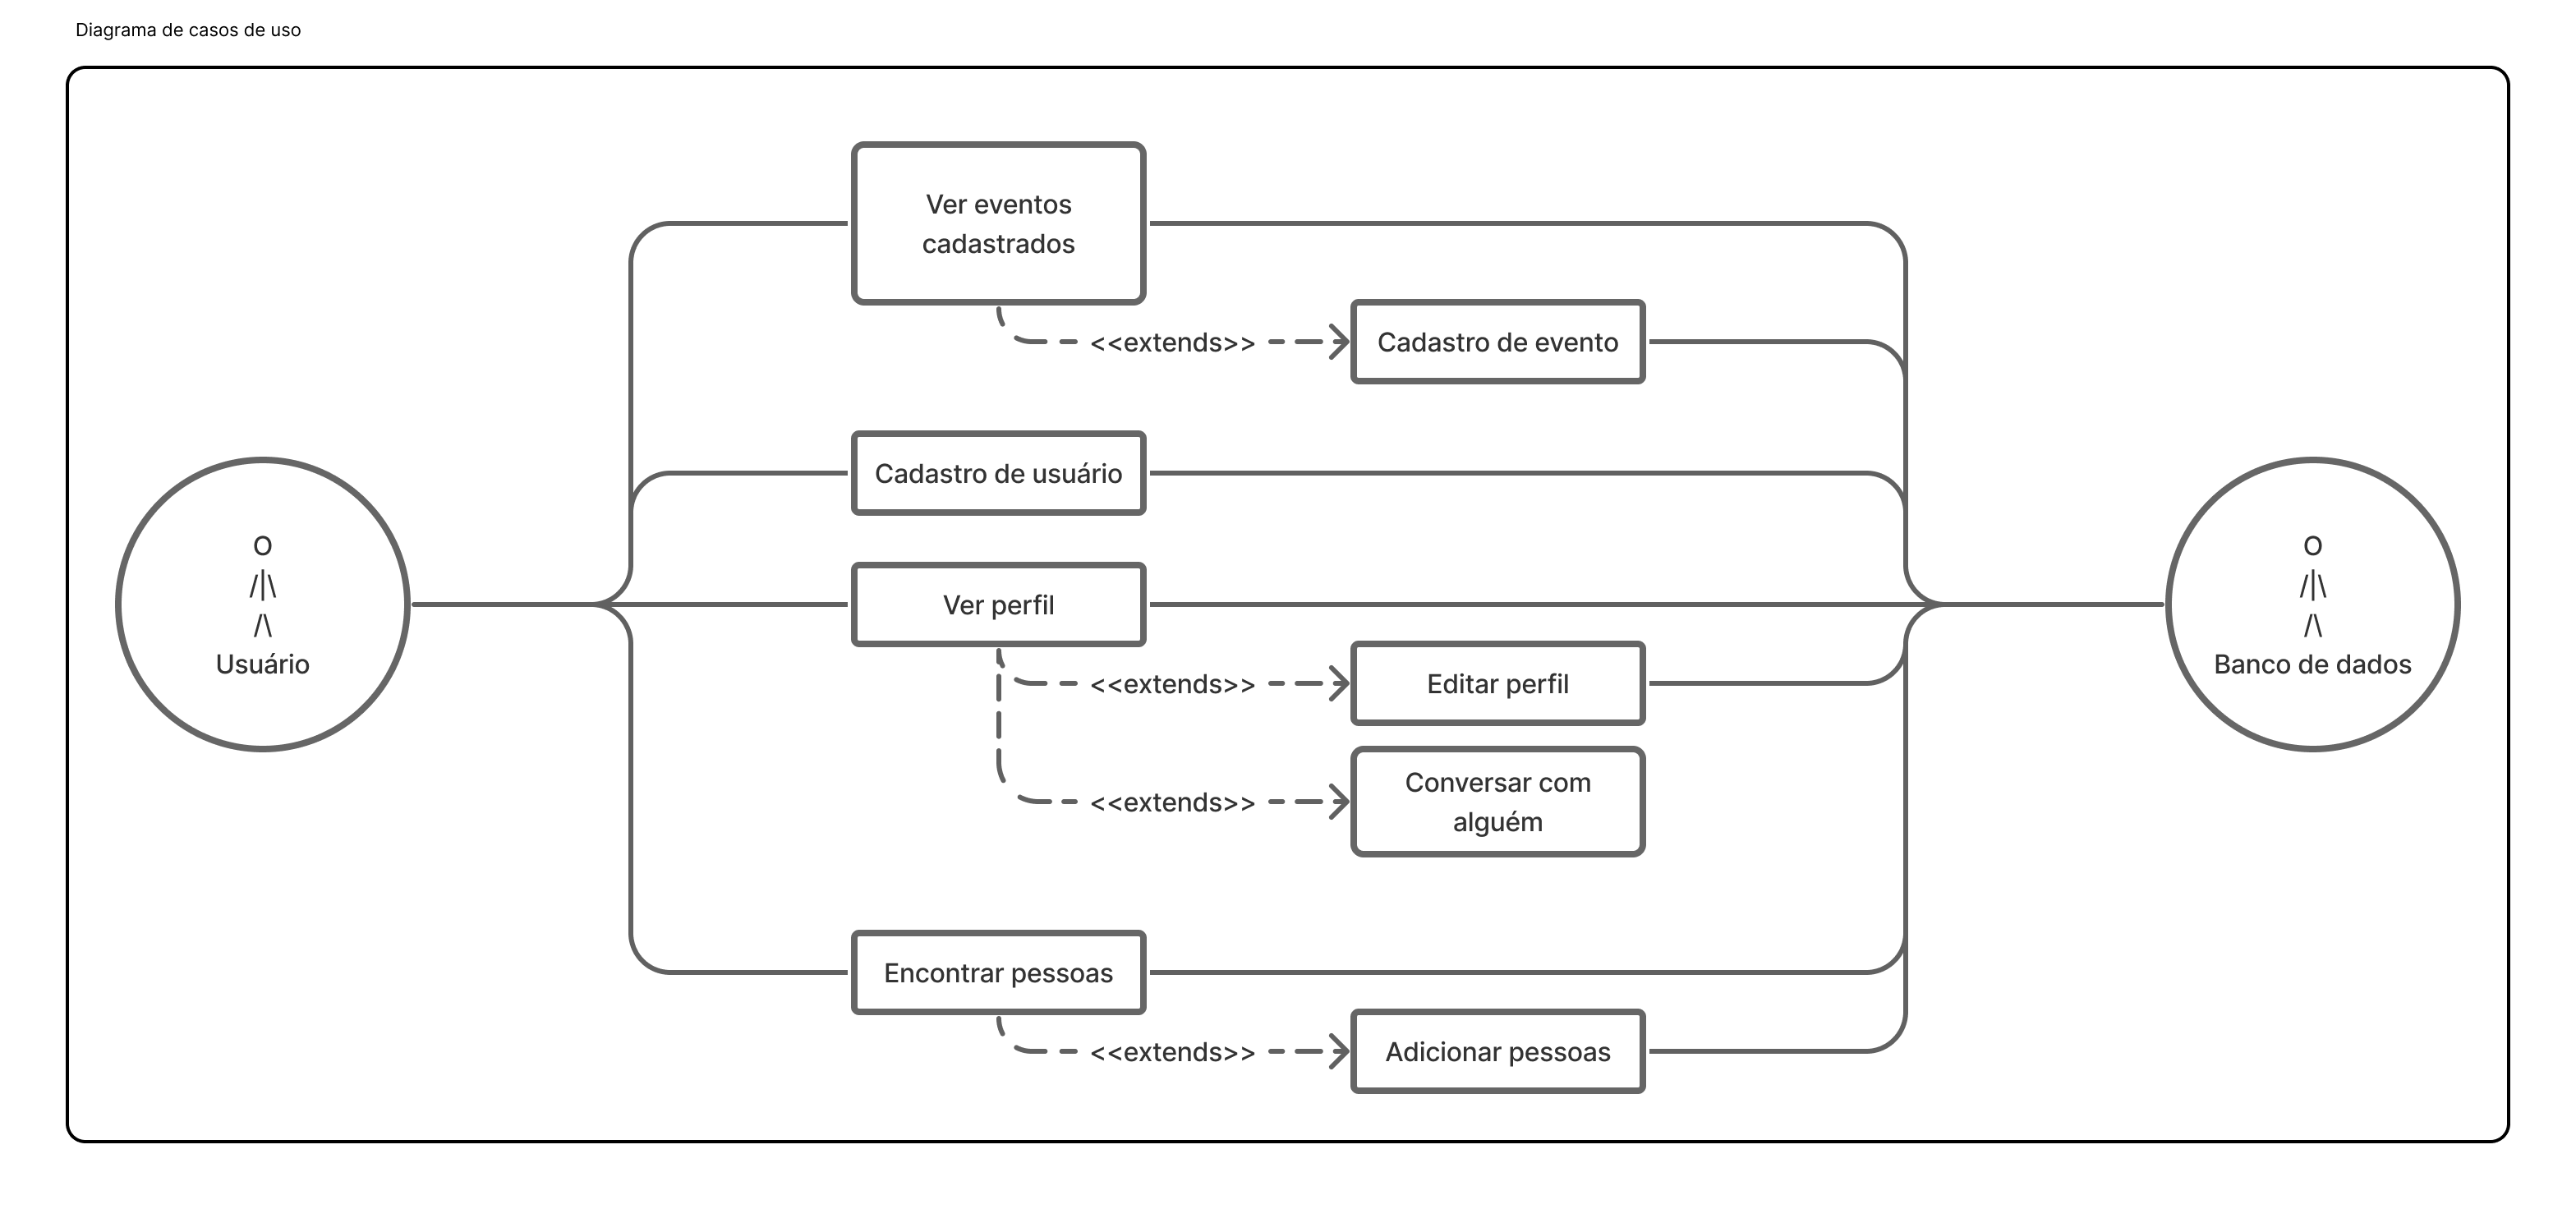 Diagrama de casos de uso
Ver eventos
cadastrados
<<extends>>
Cadastro de evento
Cadastro de usuário
O
/|\
/\
Usuário
Ver perfil
<<extends>>
Editar perfil
<<extends>>
Conversar com
alguém
Encontrar pessoas
<<extends>>
Adicionar pessoas
O
/|\
/\
Banco de dados